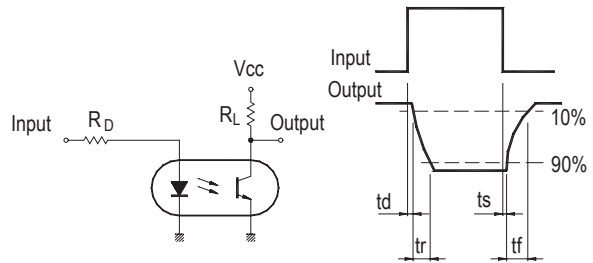 Input
RD
Vcc
RL
Output
Input
Output
10%
90%
td
ts
tr
tf